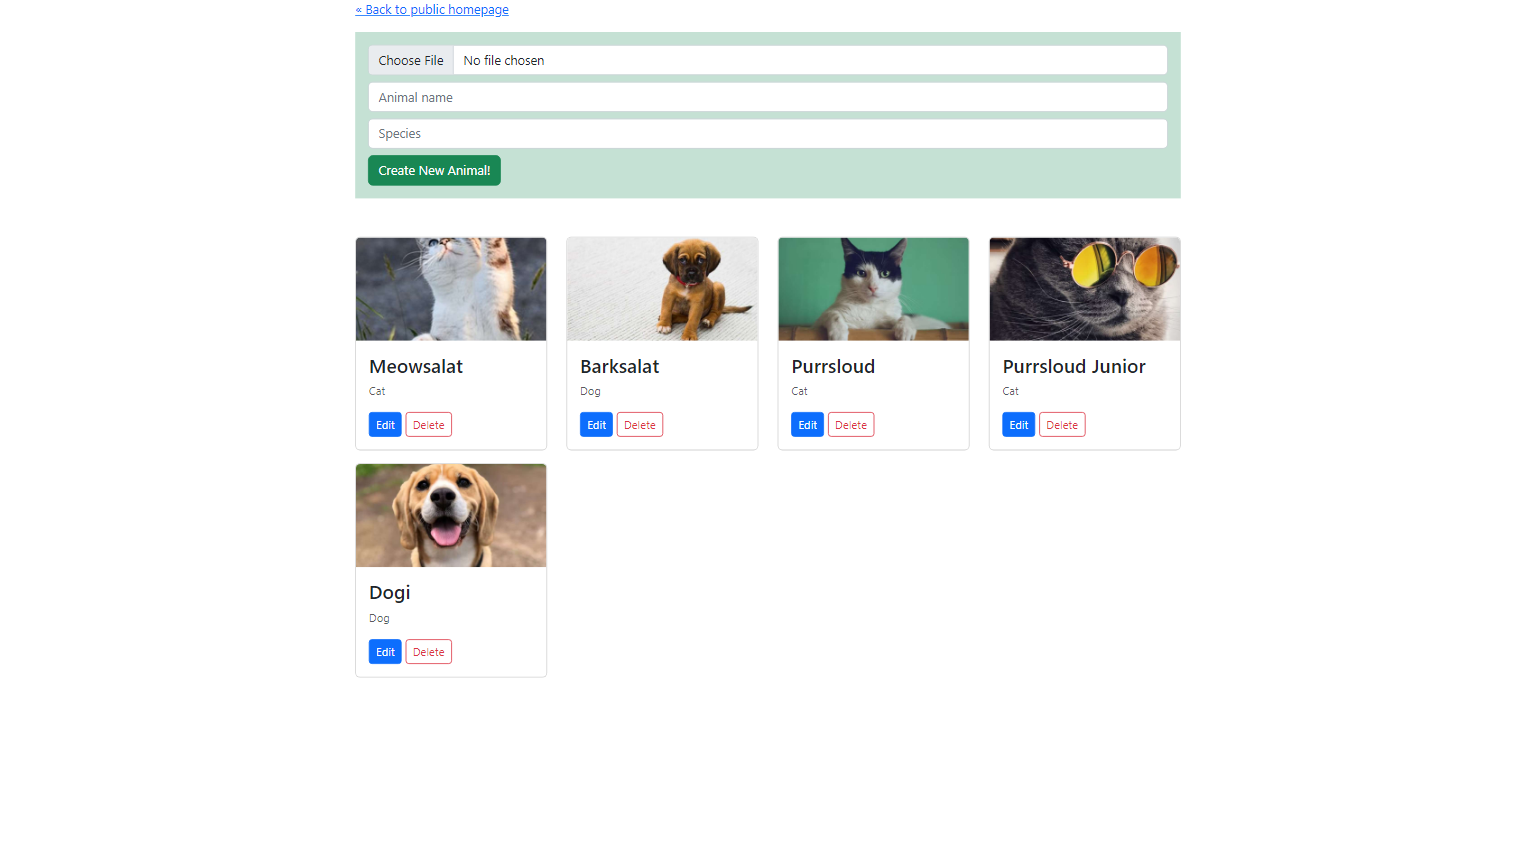 « Back to public homepage
Choose File No file chosen
Animal name
Species
Create New Animal!
Meowsalat
Cat
Edit Delete
Barksalat
Dog
Edit Delete
Purrsloud
Cat
Edit Delete
Purrsloud Junior
Cat
Edit Delete
Dogi
Dog
Edit Delete